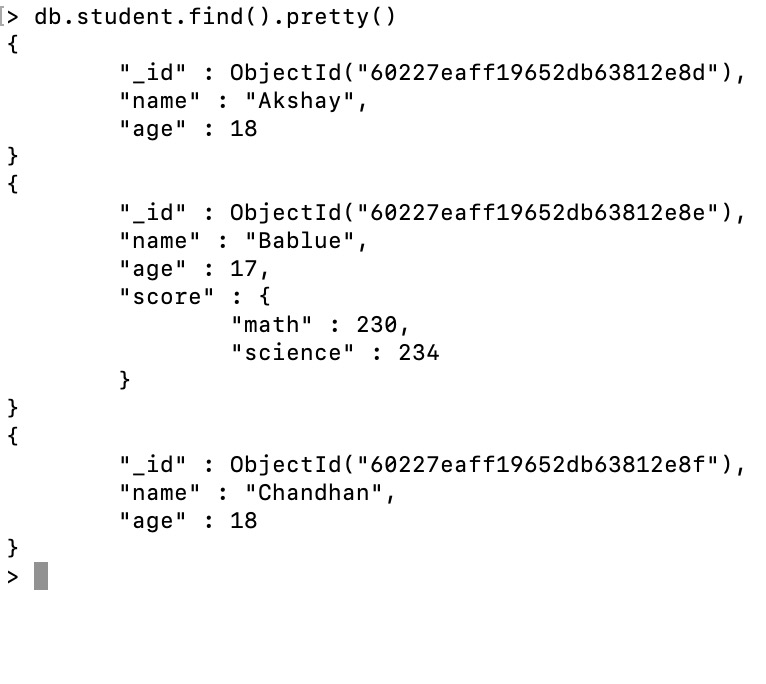 [> db.student.find().pretty()
{
        "_id" : ObjectId("60227eaff19652db63812e8d"),
        "name" : "Akshay",
        "age" : 18
}
{
        "_id" : ObjectId("60227eaff19652db63812e8e"),
        "name" : "Bablue",
        "age" : 17,
        "score" : {
                "math" : 230,
                "science" : 234
        }
}
{
        "_id" : ObjectId("60227eaff19652db63812e8f"),
        "name" : "Chandhan",
        "age" : 18
}
>